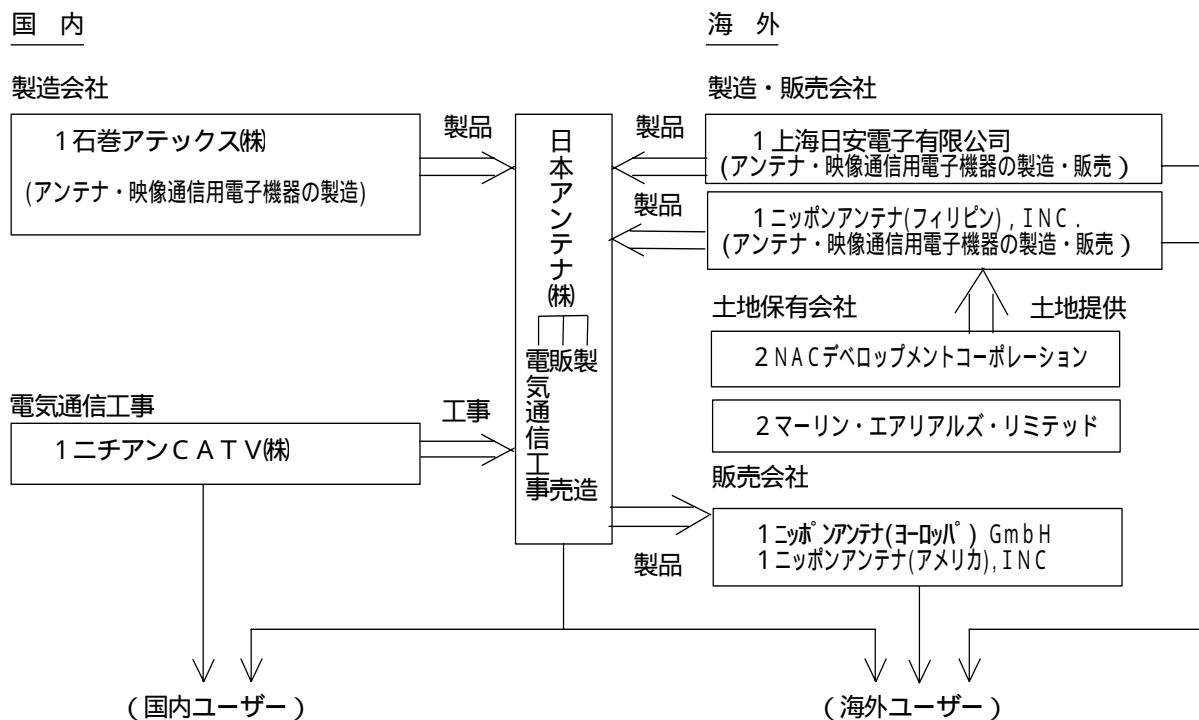 国　内
製造会社
1石巻アテックス㈱
(アンテナ・映像通信用電子機器の製造)
製品
電気通信工事
1ニチアンＣＡＴＶ㈱
工事
日本アンテナ㈱
製造
販売
電気通信工事
海　外
製造・販売会社
製品
1上海日安電子有限公司
(アンテナ・映像通信用電子機器の製造・販売)
製品
1ニッポンアンテナ(フィリピン),INC.
(アンテナ・映像通信用電子機器の製造・販売)
土地保有会社
土地提供
2NACデベロップメントコーポレーション
2マーリン・エアリアルズ・リミテッド
販売会社
製品
1ニッポンアンテナ(ヨーロッパ) GmbH
1ニッポンアンテナ(アメリカ),INC
(国内ユーザー)
(海外ユーザー)